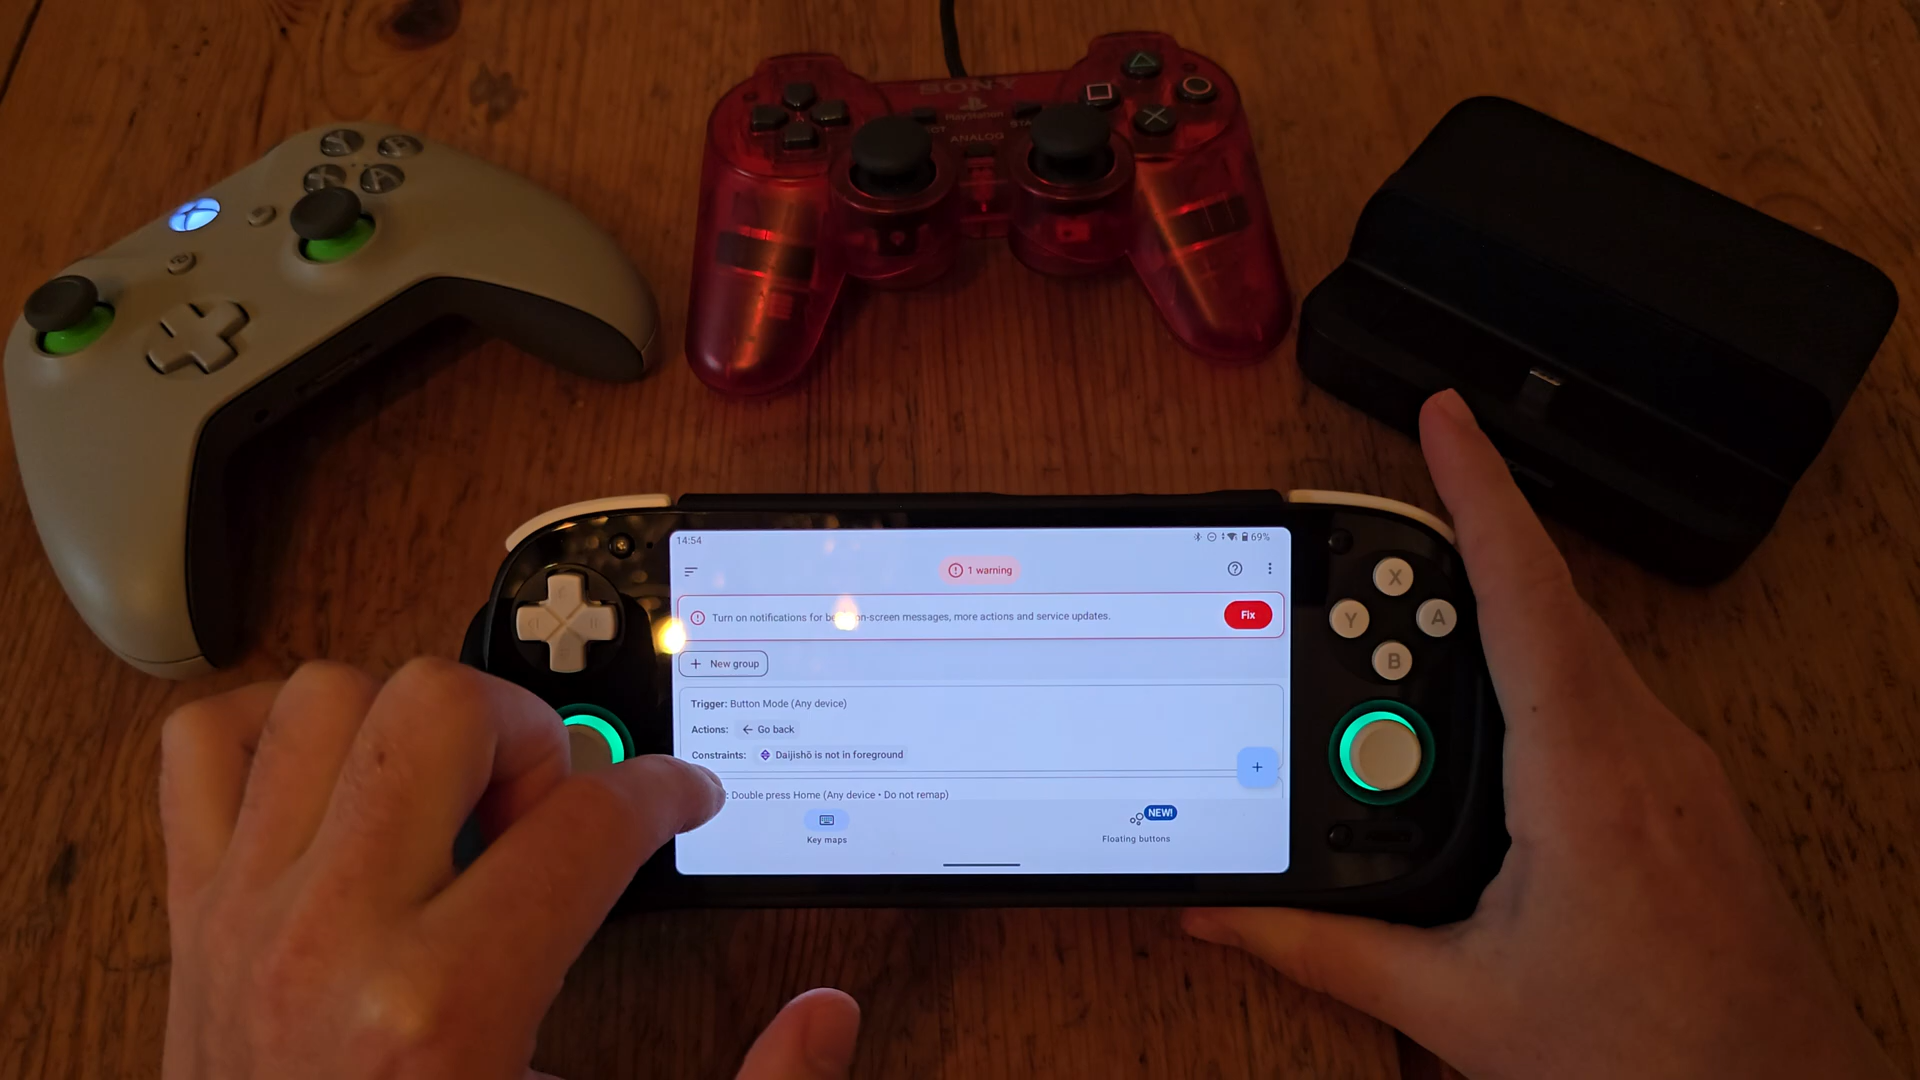 SONY
PlayStation
ANALOG
A
14:54
69%
1 warning
Turn on notifications for be on-screen messages, more actions and service updates.
Fix
New group
Trigger: Button Mode (Any device)
Actions: Go back
Constraints: Daijishō is not in foreground
: Double press Home (Any device • Do not remap)
NEW!
Key maps
Floating buttons
X
Y
A
B